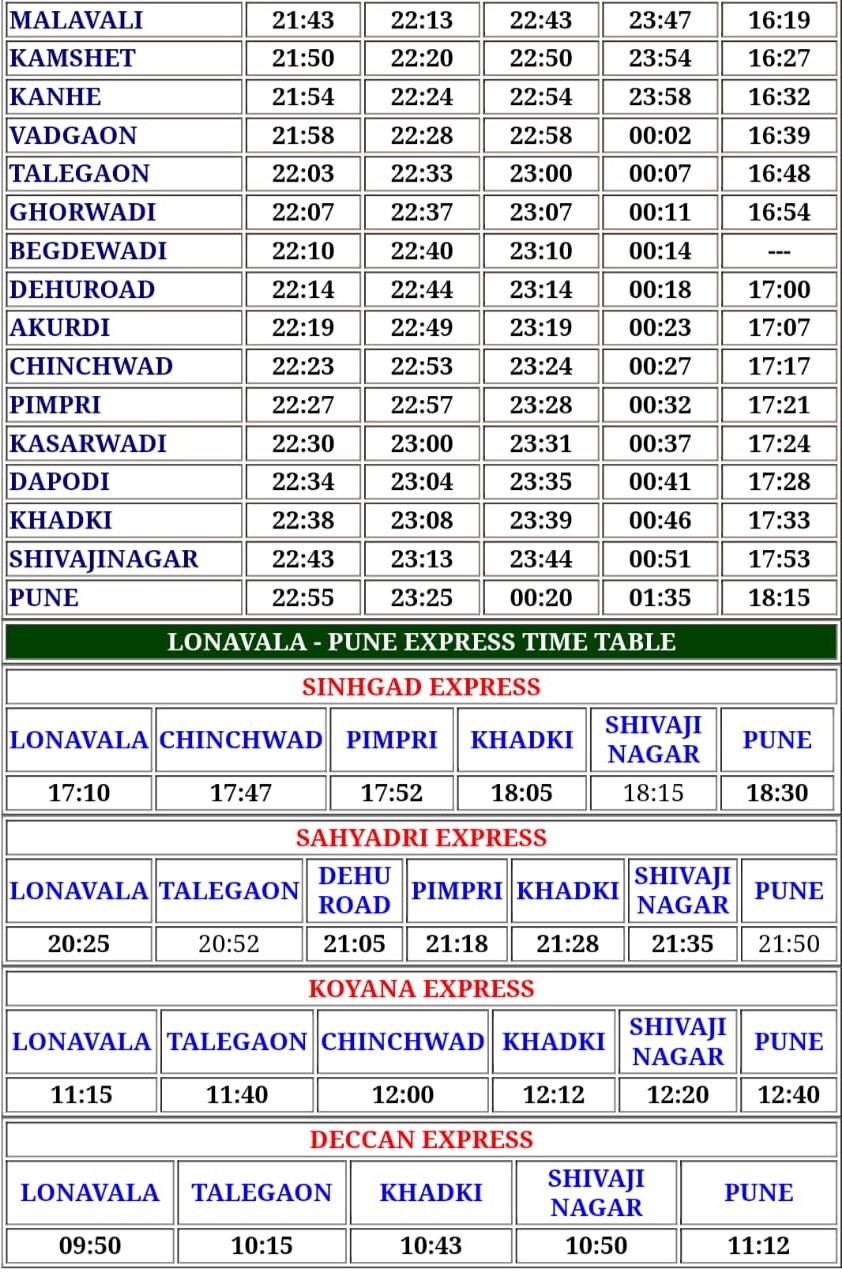 MALAVALI 21:43 22:13 22:43 23:47 16:19
KAMSHET 21:50 22:20 22:50 23:54 16:27
KANHE 21:54 22:24 22:54 23:58 16:32
VADGAON 21:58 22:28 22:58 00:02 16:39
TALEGAON 22:03 22:33 23:00 00:07 16:48
GHORWADI 22:07 22:37 23:07 00:11 16:54
BEGDEWADI 22:10 22:40 23:10 00:14 ---
DEHUROAD 22:14 22:44 23:14 00:18 17:00
AKURDI 22:19 22:49 23:19 00:23 17:07
CHINCHWAD 22:23 22:53 23:24 00:27 17:17
PIMPRI 22:27 22:57 23:28 00:32 17:21
KASARWADI 22:30 23:00 23:31 00:37 17:24
DAPODI 22:34 23:04 23:35 00:41 17:28
KHADKI 22:38 23:08 23:39 00:46 17:33
SHIVAJINAGAR 22:43 23:13 23:44 00:51 17:53
PUNE 22:55 23:25 00:20 01:35 18:15
LONAVALA - PUNE EXPRESS TIME TABLE
SINHGAD EXPRESS
LONAVALA CHINCHWAD PIMPRI KHADKI SHIVAJI NAGAR PUNE
17:10 17:47 17:52 18:05 18:15 18:30
SAHYADRI EXPRESS
LONAVALA TALEGAON DEHU ROAD PIMPRI KHADKI SHIVAJI NAGAR PUNE
20:25 20:52 21:05 21:18 21:28 21:35 21:50
KOYANA EXPRESS
LONAVALA TALEGAON CHINCHWAD KHADKI SHIVAJI NAGAR PUNE
11:15 11:40 12:00 12:12 12:20 12:40
DECCAN EXPRESS
LONAVALA TALEGAON KHADKI SHIVAJI NAGAR PUNE
09:50 10:15 10:43 10:50 11:12